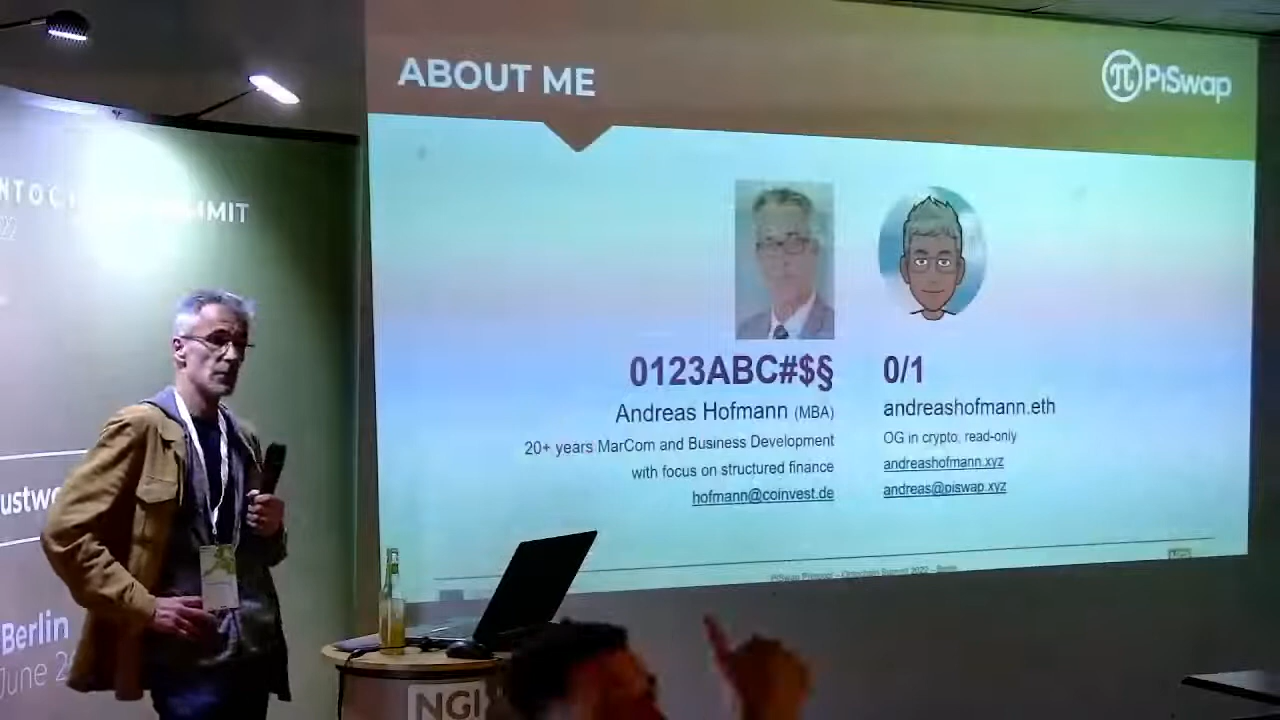 ABOUT ME
PiSwap
MMIT
0123ABC#$§
Andreas Hofmann (MBA)
20+ years MarCom and Business Development
with focus on structured finance
hofmann@coinvest.de
0/1
andreashofmann.eth
OG in crypto, read-only
andreashofmann.xyz
andreas@piswap.xyz
ustw
Berlin
June 2
NGI